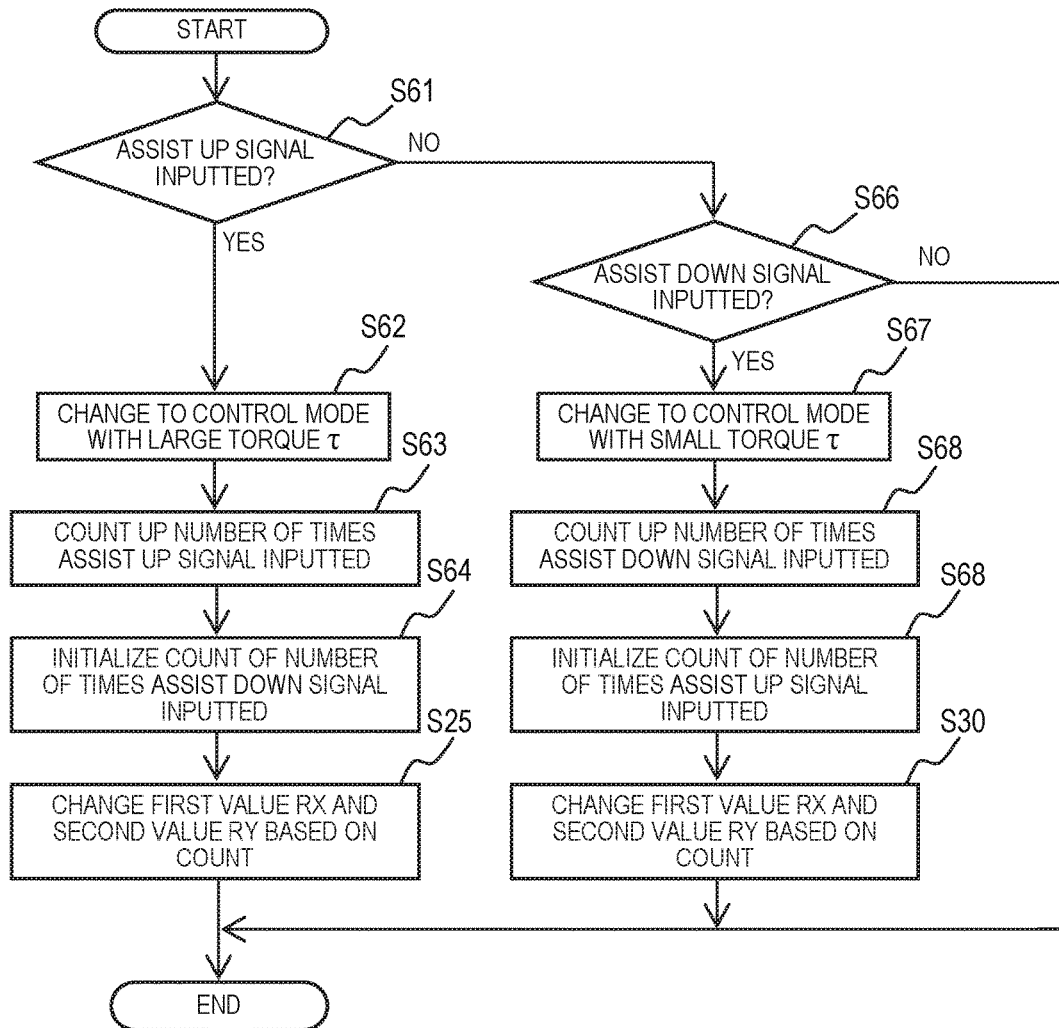 START
S61
ASSIST UP SIGNAL
INPUTTED?
NO
YES
S66
ASSIST DOWN SIGNAL
INPUTTED?
NO
YES
S62
CHANGE TO CONTROL MODE
WITH LARGE TORQUE τ
S67
CHANGE TO CONTROL MODE
WITH SMALL TORQUE τ
S63
COUNT UP NUMBER OF TIMES
ASSIST UP SIGNAL INPUTTED
S68
COUNT UP NUMBER OF TIMES
ASSIST DOWN SIGNAL INPUTTED
S64
INITIALIZE COUNT OF NUMBER
OF TIMES ASSIST DOWN SIGNAL
INPUTTED
S68
INITIALIZE COUNT OF NUMBER
OF TIMES ASSIST UP SIGNAL
INPUTTED
S25
CHANGE FIRST VALUE RX AND
SECOND VALUE RY BASED ON
COUNT
S30
CHANGE FIRST VALUE RX AND
SECOND VALUE RY BASED ON
COUNT
END